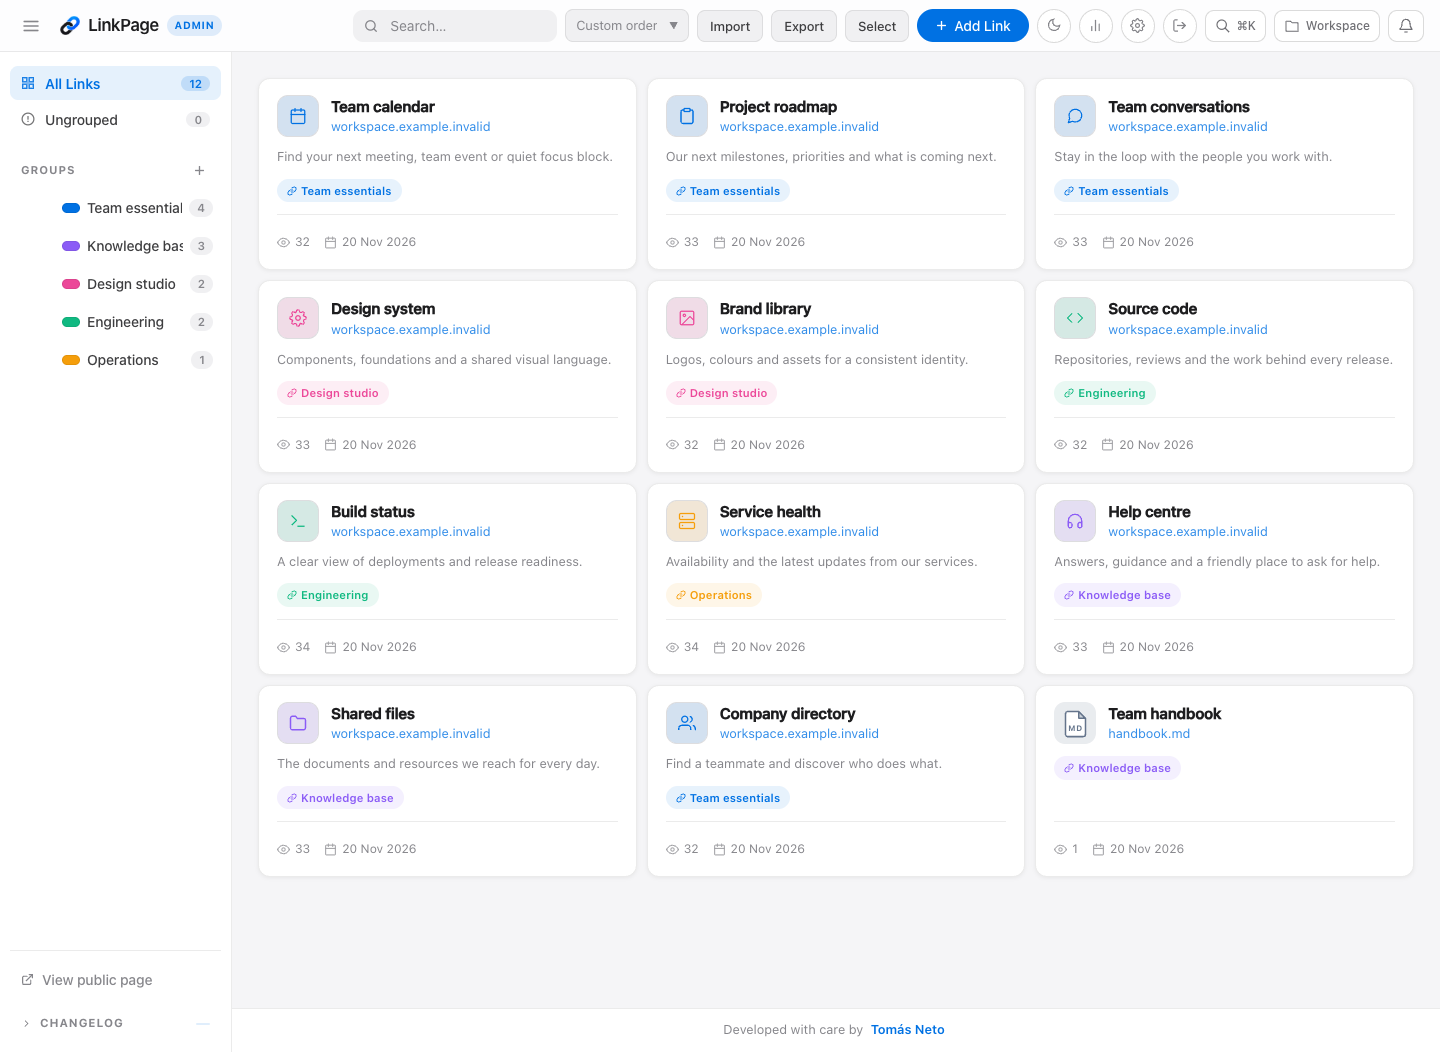 LinkPage ADMIN
Search...
Custom order ▼
Import
Export
Select
+ Add Link
⌘K
Workspace
All Links 12
Ungrouped 0
GROUPS +
Team essential 4
Knowledge bas 3
Design studio 2
Engineering 2
Operations 1
View public page
CHANGELOG
Team calendar
workspace.example.invalid
Find your next meeting, team event or quiet focus block.
Team essentials
32 20 Nov 2026
Project roadmap
workspace.example.invalid
Our next milestones, priorities and what is coming next.
Team essentials
33 20 Nov 2026
Team conversations
workspace.example.invalid
Stay in the loop with the people you work with.
Team essentials
33 20 Nov 2026
Design system
workspace.example.invalid
Components, foundations and a shared visual language.
Design studio
33 20 Nov 2026
Brand library
workspace.example.invalid
Logos, colours and assets for a consistent identity.
Design studio
32 20 Nov 2026
Source code
workspace.example.invalid
Repositories, reviews and the work behind every release.
Engineering
32 20 Nov 2026
Build status
workspace.example.invalid
A clear view of deployments and release readiness.
Engineering
34 20 Nov 2026
Service health
workspace.example.invalid
Availability and the latest updates from our services.
Operations
34 20 Nov 2026
Help centre
workspace.example.invalid
Answers, guidance and a friendly place to ask for help.
Knowledge base
33 20 Nov 2026
Shared files
workspace.example.invalid
The documents and resources we reach for every day.
Knowledge base
33 20 Nov 2026
Company directory
workspace.example.invalid
Find a teammate and discover who does what.
Team essentials
32 20 Nov 2026
MD
Team handbook
handbook.md
Knowledge base
1 20 Nov 2026
Developed with care by Tomás Neto